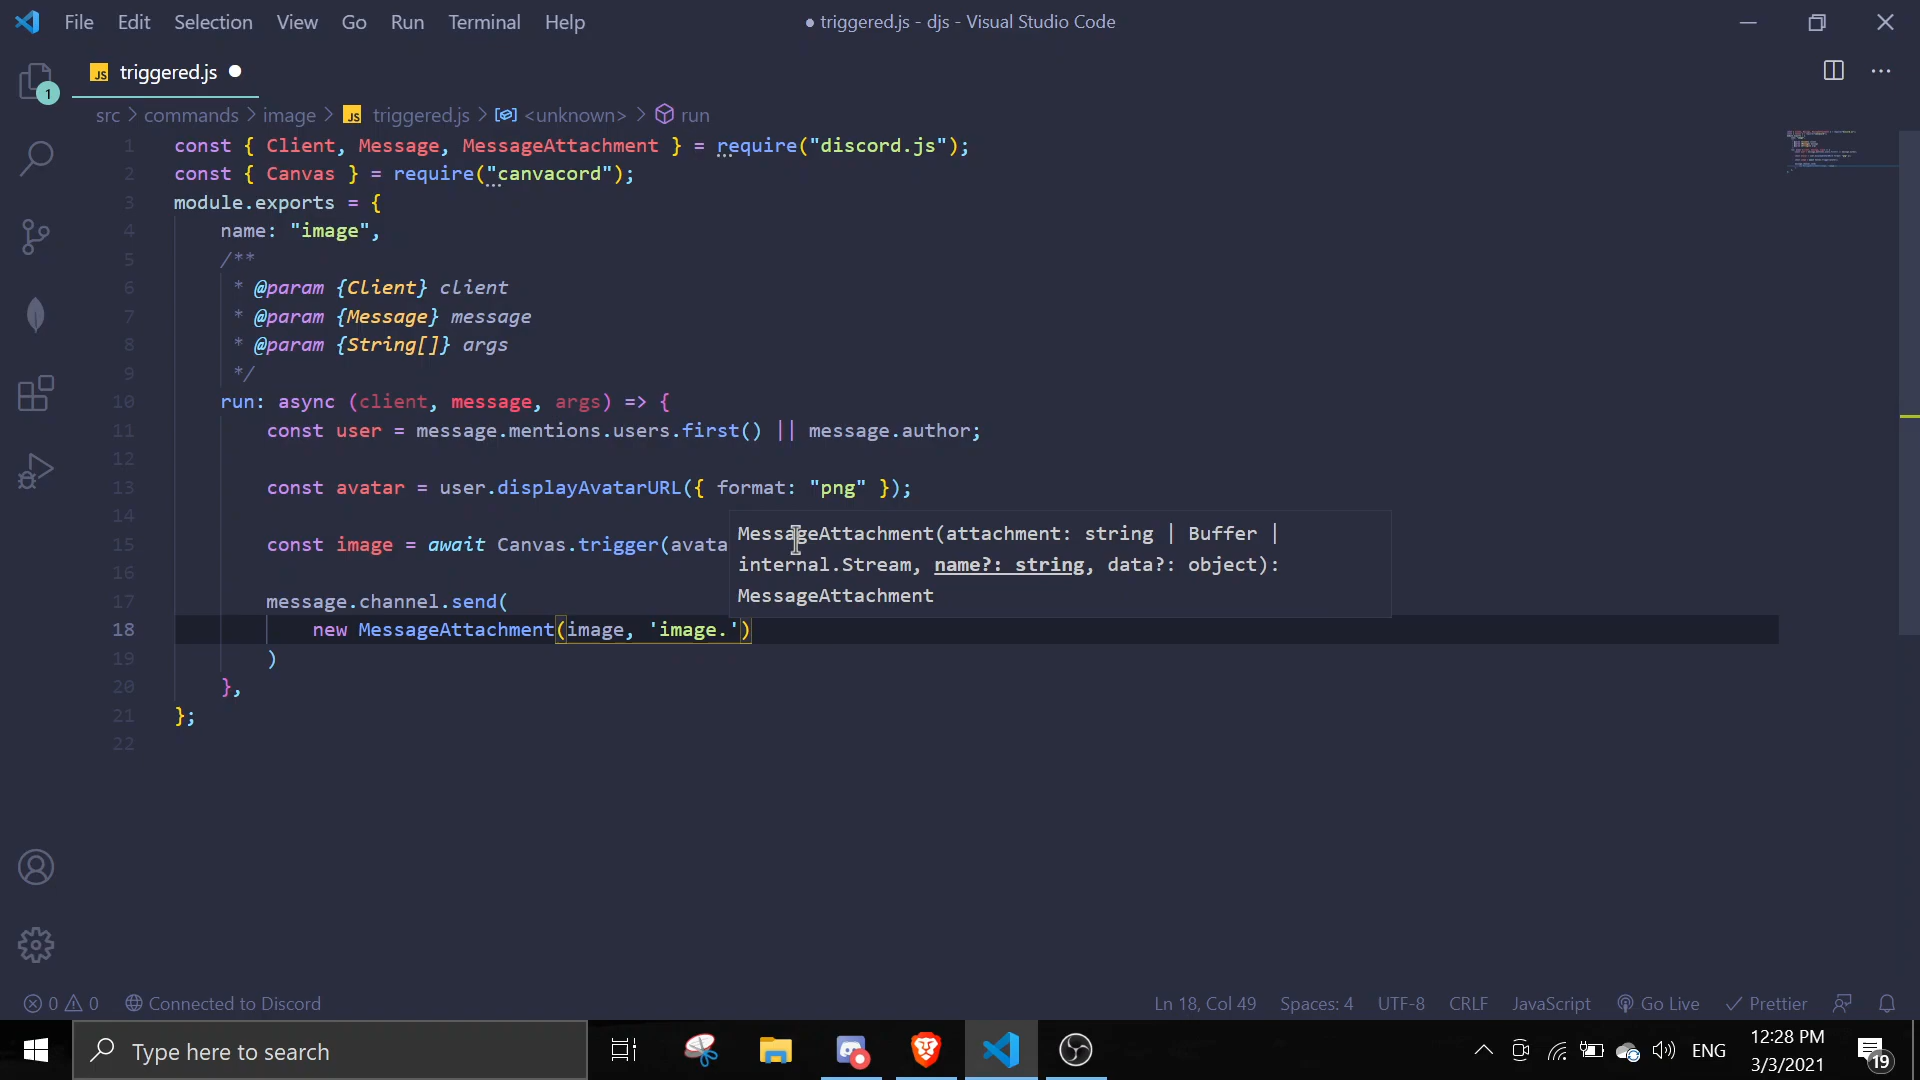 File Edit Selection View Go Run Terminal Help
● triggered.js - djs - Visual Studio Code
1
JS triggered.js ●
src > commands > image > JS triggered.js > <unknown> > run
1 const { Client, Message, MessageAttachment } = require("discord.js");
2 const { Canvas } = require("canvacord");
3 module.exports = {
4 name: "image",
5 /**
6 * @param {Client} client
7 * @param {Message} message
8 * @param {String[]} args
9 */
10 run: async (client, message, args) => {
11 const user = message.mentions.users.first() || message.author;
12
13 const avatar = user.displayAvatarURL({ format: "png" });
14
15 const image = await Canvas.trigger(avata
MessageAttachment(attachment: string | Buffer |
internal.Stream, name?: string, data?: object):
MessageAttachment
16
17 message.channel.send(
18 new MessageAttachment(image, 'image.')
19 )
20 },
21 };
22
0 0 Connected to Discord
Ln 18, Col 49 Spaces: 4 UTF-8 CRLF JavaScript Go Live Prettier
Type here to search
ENG
12:28 PM
3/3/2021
19